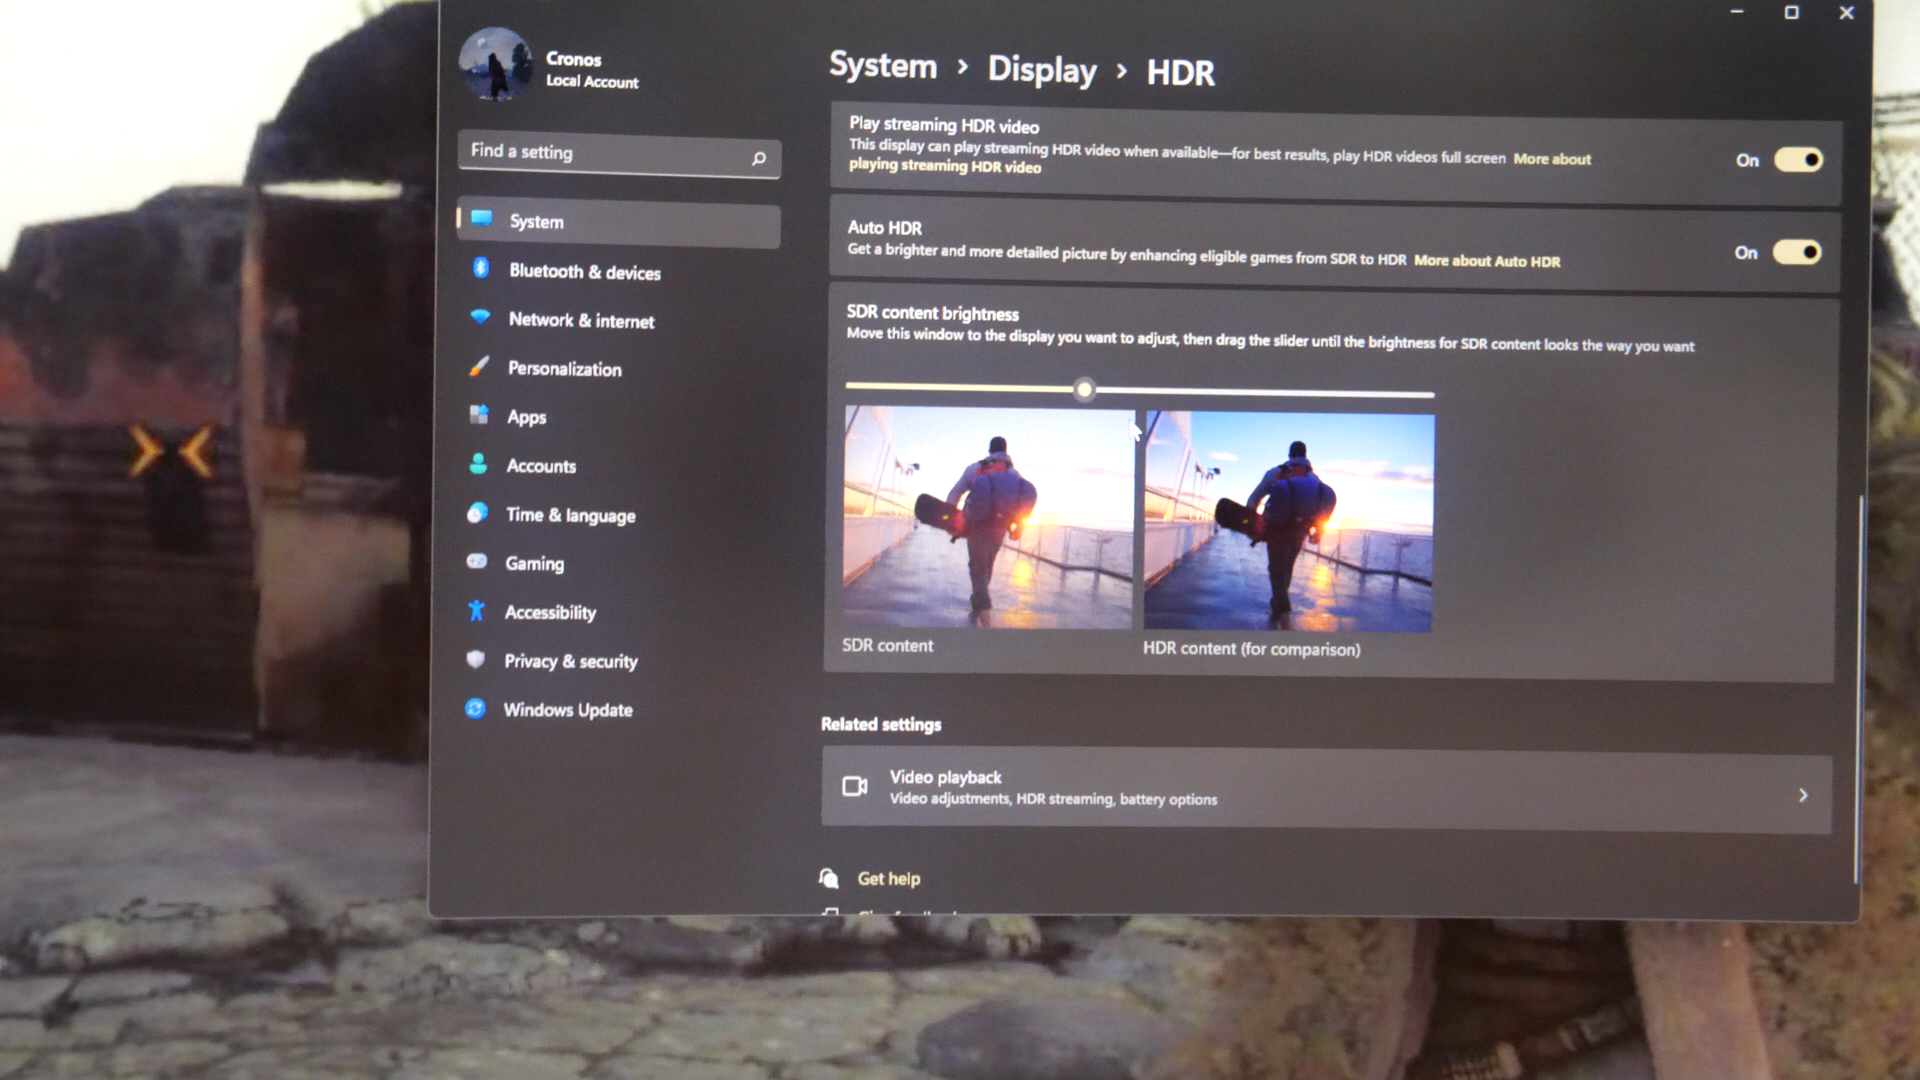 Cronos
Local Account
Find a setting
System
Bluetooth & devices
Network & internet
Personalization
Apps
Accounts
Time & language
Gaming
Accessibility
Privacy & security
Windows Update
System › Display › HDR
Play streaming HDR video
This display can play streaming HDR video when available—for best results, play HDR videos full screen More about
playing streaming HDR video
On
Auto HDR
Get a brighter and more detailed picture by enhancing eligible games from SDR to HDR More about Auto HDR
On
SDR content brightness
Move this window to the display you want to adjust, then drag the slider until the brightness for SDR content looks the way you want
SDR content
HDR content (for comparison)
Related settings
Video playback
Video adjustments, HDR streaming, battery options
Get help